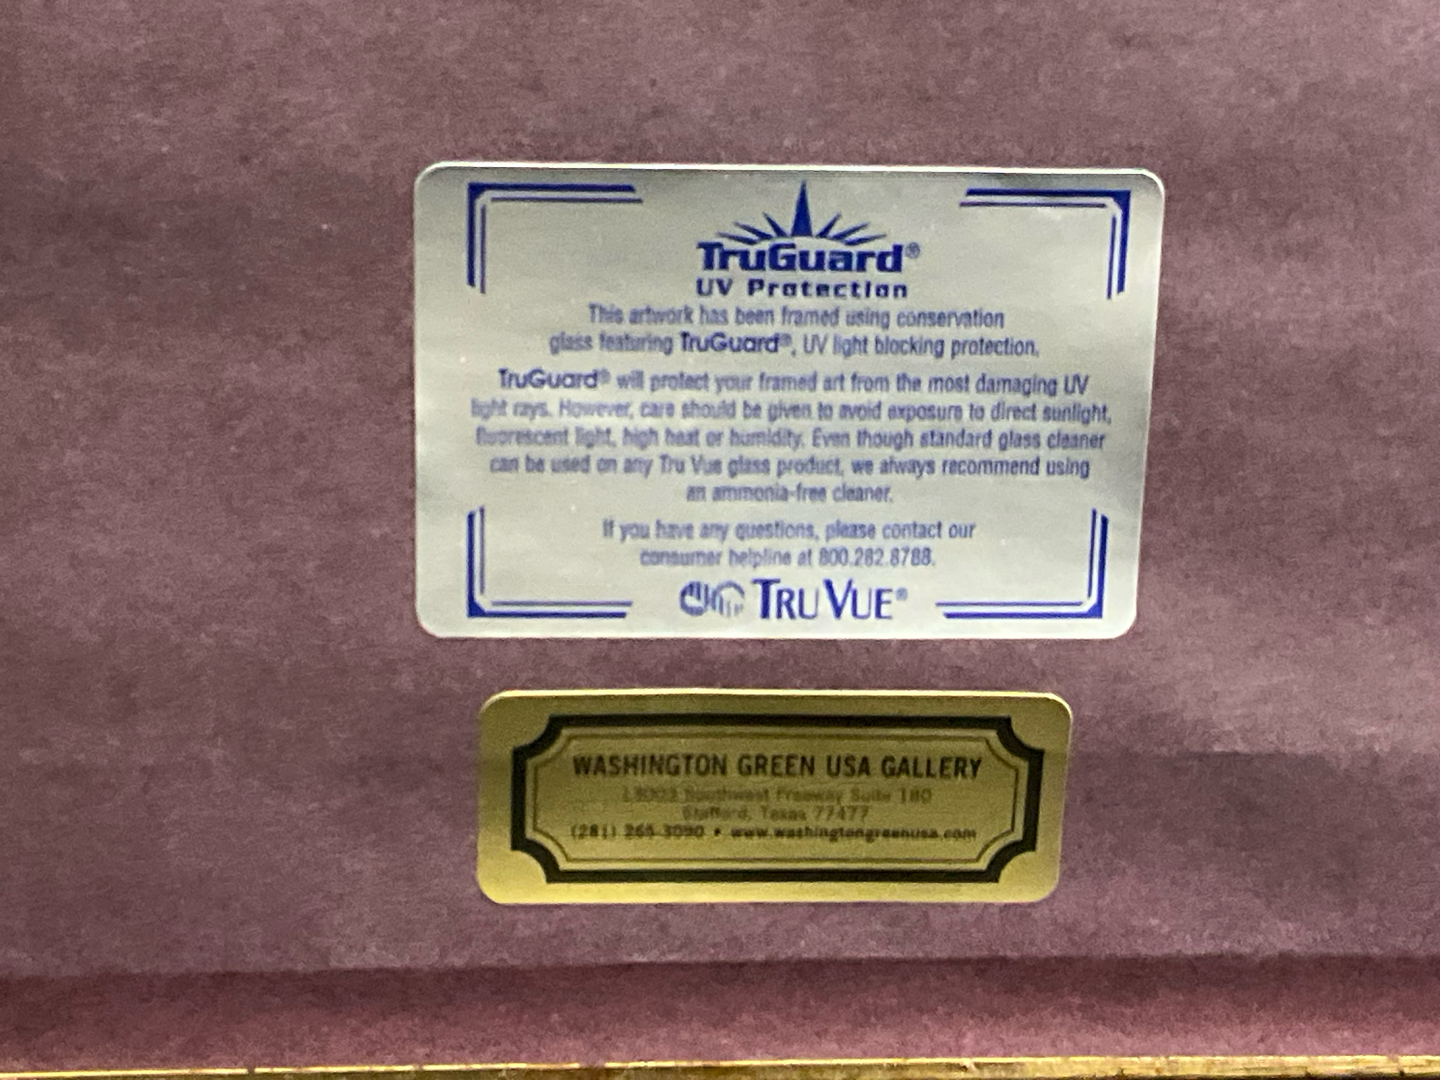 TruGuard®
UV Protection
This artwork has been framed using conservation
glass featuring TruGuard®, UV light blocking protection.
TruGuard® will protect your framed art from the most damaging UV
light rays. However, care should be given to avoid exposure to direct sunlight,
fluorescent light, high heat or humidity. Even though standard glass cleaner
can be used on any Tru Vue glass product, we always recommend using
an ammonia-free cleaner.
If you have any questions, please contact our
consumer helpline at 800.282.8788.
TRU VUE®
WASHINGTON GREEN USA GALLERY
Southwest Freeway Suite 180
Stafford, Texas 77477
(281) 265-3090 • www.washingtongreenusa.com